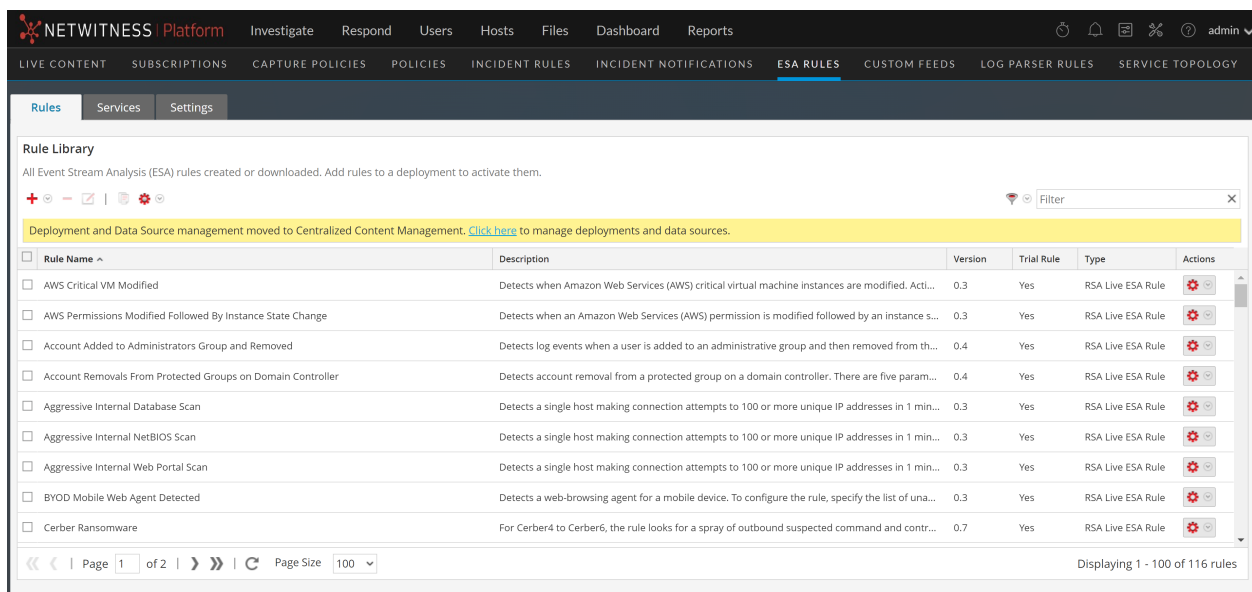 NETWITNESS Platform Investigate Respond Users Hosts Files Dashboard Reports admin
LIVE CONTENT SUBSCRIPTIONS CAPTURE POLICIES POLICIES INCIDENT RULES INCIDENT NOTIFICATIONS ESA RULES CUSTOM FEEDS LOG PARSER RULES SERVICE TOPOLOGY
Rules Services Settings
Rule Library
All Event Stream Analysis (ESA) rules created or downloaded. Add rules to a deployment to activate them.
Filter
Deployment and Data Source management moved to Centralized Content Management. Click here to manage deployments and data sources.
Rule Name Description Version Trial Rule Type Actions
AWS Critical VM Modified Detects when Amazon Web Services (AWS) critical virtual machine instances are modified. Acti... 0.3 Yes RSA Live ESA Rule
AWS Permissions Modified Followed By Instance State Change Detects when an Amazon Web Services (AWS) permission is modified followed by an instance s... 0.3 Yes RSA Live ESA Rule
Account Added to Administrators Group and Removed Detects log events when a user is added to an administrative group and then removed from th... 0.4 Yes RSA Live ESA Rule
Account Removals From Protected Groups on Domain Controller Detects account removal from a protected group on a domain controller. There are five param... 0.4 Yes RSA Live ESA Rule
Aggressive Internal Database Scan Detects a single host making connection attempts to 100 or more unique IP addresses in 1 min... 0.3 Yes RSA Live ESA Rule
Aggressive Internal NetBIOS Scan Detects a single host making connection attempts to 100 or more unique IP addresses in 1 min... 0.3 Yes RSA Live ESA Rule
Aggressive Internal Web Portal Scan Detects a single host making connection attempts to 100 or more unique IP addresses in 1 min... 0.3 Yes RSA Live ESA Rule
BYOD Mobile Web Agent Detected Detects a web-browsing agent for a mobile device. To configure the rule, specify the list of una... 0.3 Yes RSA Live ESA Rule
Cerber Ransomware For Cerber4 to Cerber6, the rule looks for a spray of outbound suspected command and contr... 0.7 Yes RSA Live ESA Rule
Page 1 of 2 Page Size 100 Displaying 1 - 100 of 116 rules